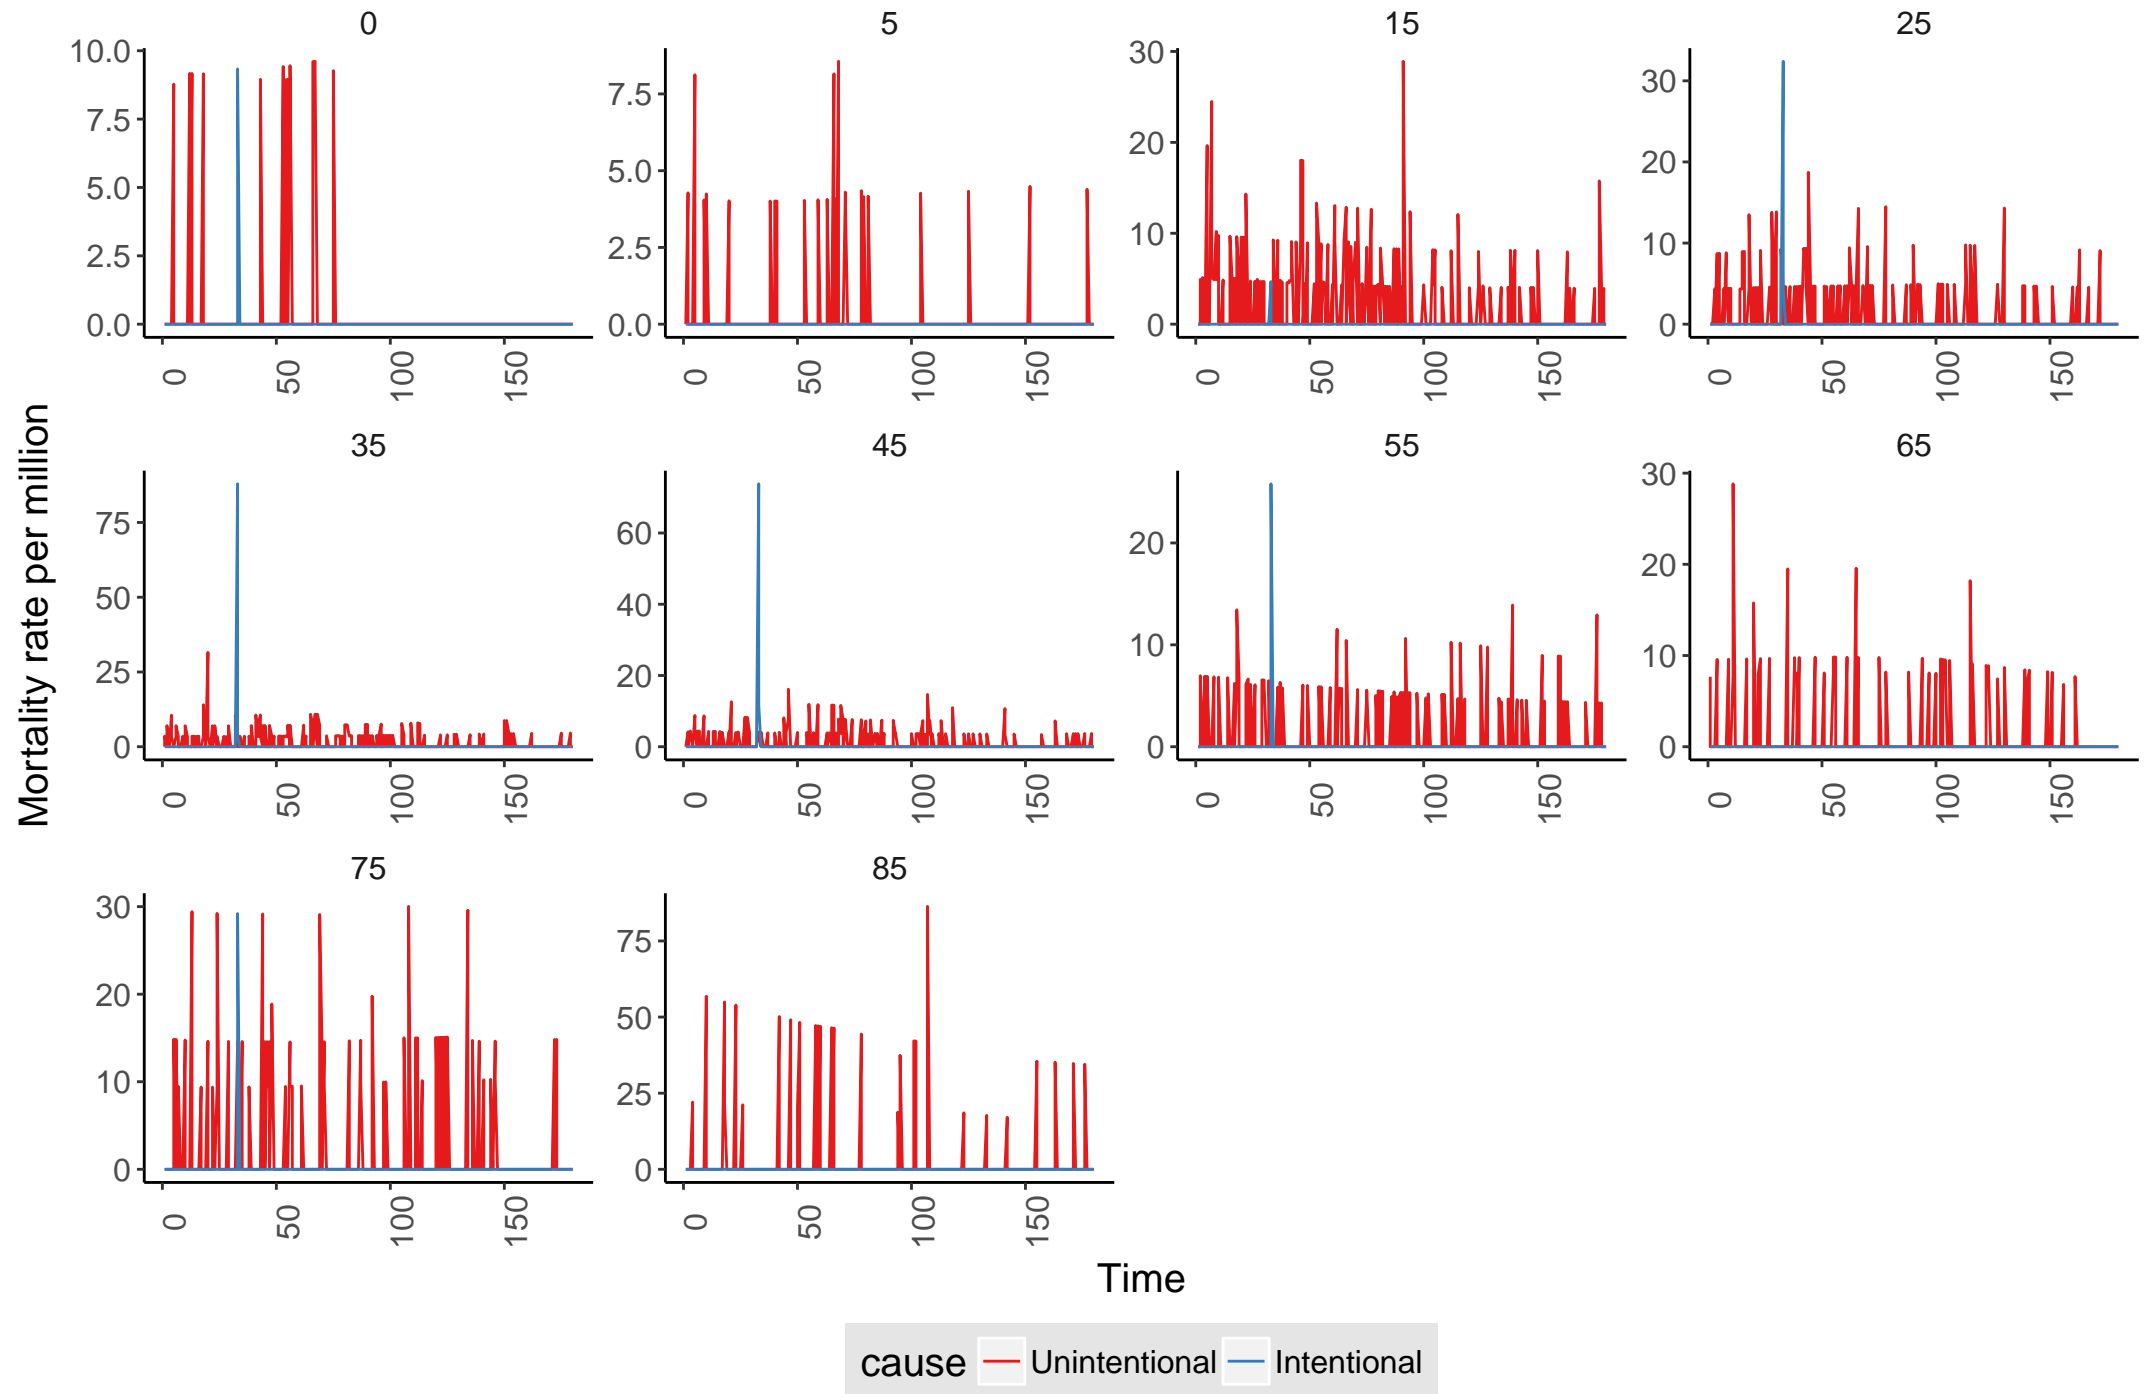 0 5 15 25
10.0 7.5 5.0 2.5 0.0
7.5 5.0 2.5 0.0
30 20 10 0
30 20 10 0
0 50 100 150
0 50 100 150
0 50 100 150
0 50 100 150
Mortality rate per million
35 45 55 65
75 50 25 0
60 40 20 0
20 10 0
30 20 10 0
0 50 100 150
0 50 100 150
0 50 100 150
0 50 100 150
75 85
30 20 10 0
75 50 25 0
0 50 100 150
0 50 100 150
Time
cause Unintentional Intentional